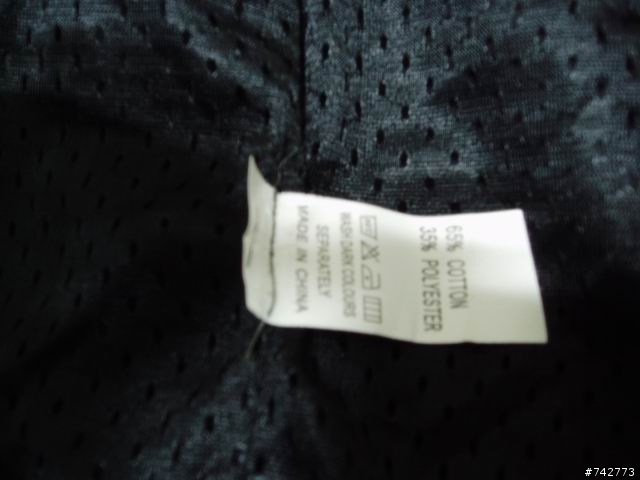 65% COTTON
35% POLYESTER
WASH DARK COLOURS
SEPARATELY
MADE IN CHINA
#742773